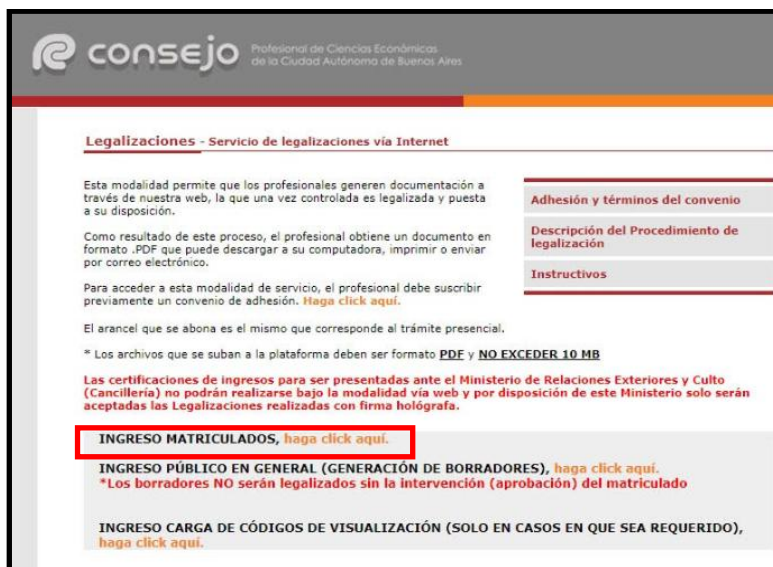 consejo Profesional de Ciencias Económicas
de la Ciudad Autónoma de Buenos Aires
Legalizaciones - Servicio de legalizaciones vía Internet
Esta modalidad permite que los profesionales generen documentación a
través de nuestra web, la que una vez controlada es legalizada y puesta
a su disposición.
Como resultado de este proceso, el profesional obtiene un documento en
formato .PDF que puede descargar a su computadora, imprimir o enviar
por correo electrónico.
Para acceder a esta modalidad de servicio, el profesional debe suscribir
previamente un convenio de adhesión. Haga click aquí.
El arancel que se abona es el mismo que corresponde al trámite presencial.
Adhesión y términos del convenio
Descripción del Procedimiento de
legalización
Instructivos
* Los archivos que se suban a la plataforma deben ser formato PDF y NO EXCEDER 10 MB
Las certificaciones de ingresos para ser presentadas ante el Ministerio de Relaciones Exteriores y Culto
(Cancillería) no podrán realizarse bajo la modalidad vía web y por disposición de este Ministerio solo serán
aceptadas las Legalizaciones realizadas con firma hológrafa.
INGRESO MATRICULADOS, haga click aquí.
INGRESO PÚBLICO EN GENERAL (GENERACIÓN DE BORRADORES), haga click aquí.
*Los borradores NO serán legalizados sin la intervención (aprobación) del matriculado
INGRESO CARGA DE CÓDIGOS DE VISUALIZACIÓN (SOLO EN CASOS EN QUE SEA REQUERIDO),
haga click aquí.